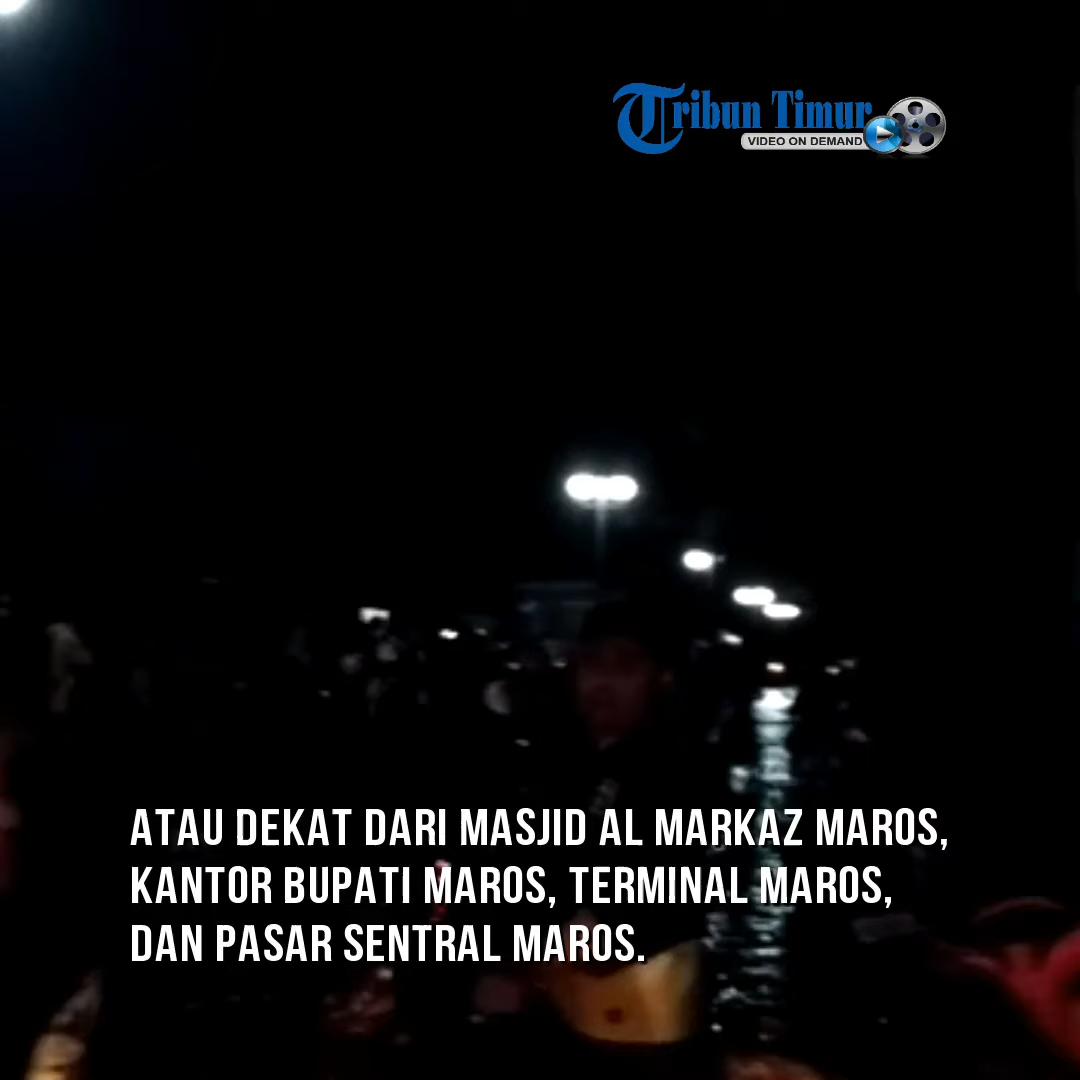 Tribun Timur
VIDEO ON DEMAND
ATAU DEKAT DARI MASJID AL MARKAZ MAROS,
KANTOR BUPATI MAROS, TERMINAL MAROS,
DAN PASAR SENTRAL MAROS.